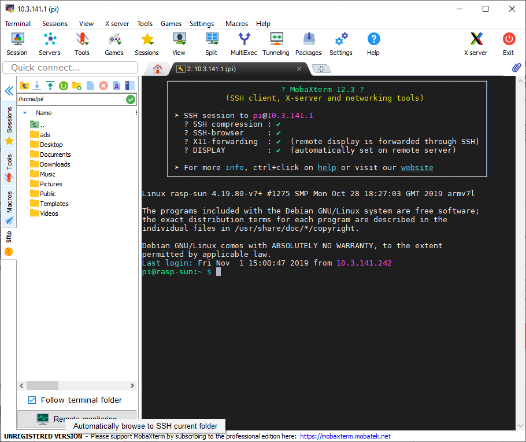 10.3.141.1 (pi)
Terminal Sessions View X server Tools Games Settings Macros Help
Session Servers Tools Games Sessions View Split MultiExec Tunneling Packages Settings Help X server Exit
Quick connect...
2. 10.3.141.1 (pi)
/home/pi/
Name
..
ads
Desktop
Documents
Downloads
Music
Pictures
Public
Templates
Videos
Sessions
Tools
Macros
Sftp
? MobaXterm 12.3 ?
(SSH client, X-server and networking tools)
➤ SSH session to pi@10.3.141.1
? SSH compression : ✔
? SSH-browser : ✔
? X11-forwarding : ✔ (remote display is forwarded through SSH)
? DISPLAY : ✔ (automatically set on remote server)
➤ For more info, ctrl+click on help or visit our website
Linux rasp-sun 4.19.80-v7+ #1275 SMP Mon Oct 28 18:27:03 GMT 2019 armv7l
The programs included with the Debian GNU/Linux system are free software;
the exact distribution terms for each program are described in the
individual files in /usr/share/doc/*/copyright.
Debian GNU/Linux comes with ABSOLUTELY NO WARRANTY, to the extent
permitted by applicable law.
Last login: Fri Nov 1 15:00:47 2019 from 10.3.141.242
pi@rasp-sun:~ $
Follow terminal folder
Remote monitoring
Automatically browse to SSH current folder
UNREGISTERED VERSION - Please support MobaXterm by subscribing to the professional edition here: https://mobaxterm.mobatek.net